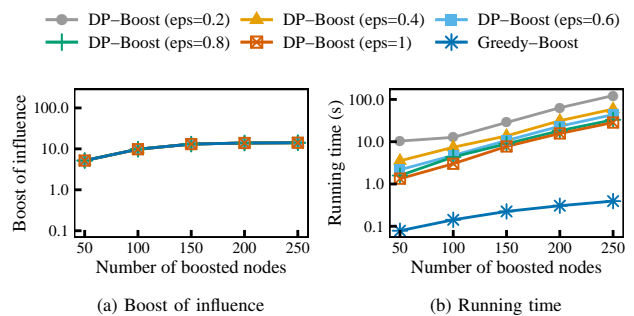 DP−Boost (eps=0.2) DP−Boost (eps=0.4) DP−Boost (eps=0.6)
DP−Boost (eps=0.8) DP−Boost (eps=1) Greedy−Boost
Boost of influence
100.0
10.0
1.0
0.1
50 100 150 200 250
Number of boosted nodes
(a) Boost of influence
Running time (s)
100.0
10.0
1.0
0.1
50 100 150 200 250
Number of boosted nodes
(b) Running time